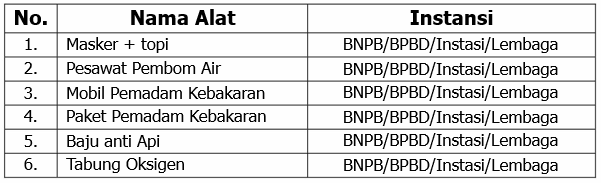 No. Nama Alat Instansi
1. Masker + topi BNPB/BPBD/Instasi/Lembaga
2. Pesawat Pembom Air BNPB/BPBD/Instasi/Lembaga
3. Mobil Pemadam Kebakaran BNPB/BPBD/Instasi/Lembaga
4. Paket Pemadam Kebakaran BNPB/BPBD/Instasi/Lembaga
5. Baju anti Api BNPB/BPBD/Instasi/Lembaga
6. Tabung Oksigen BNPB/BPBD/Instasi/Lembaga